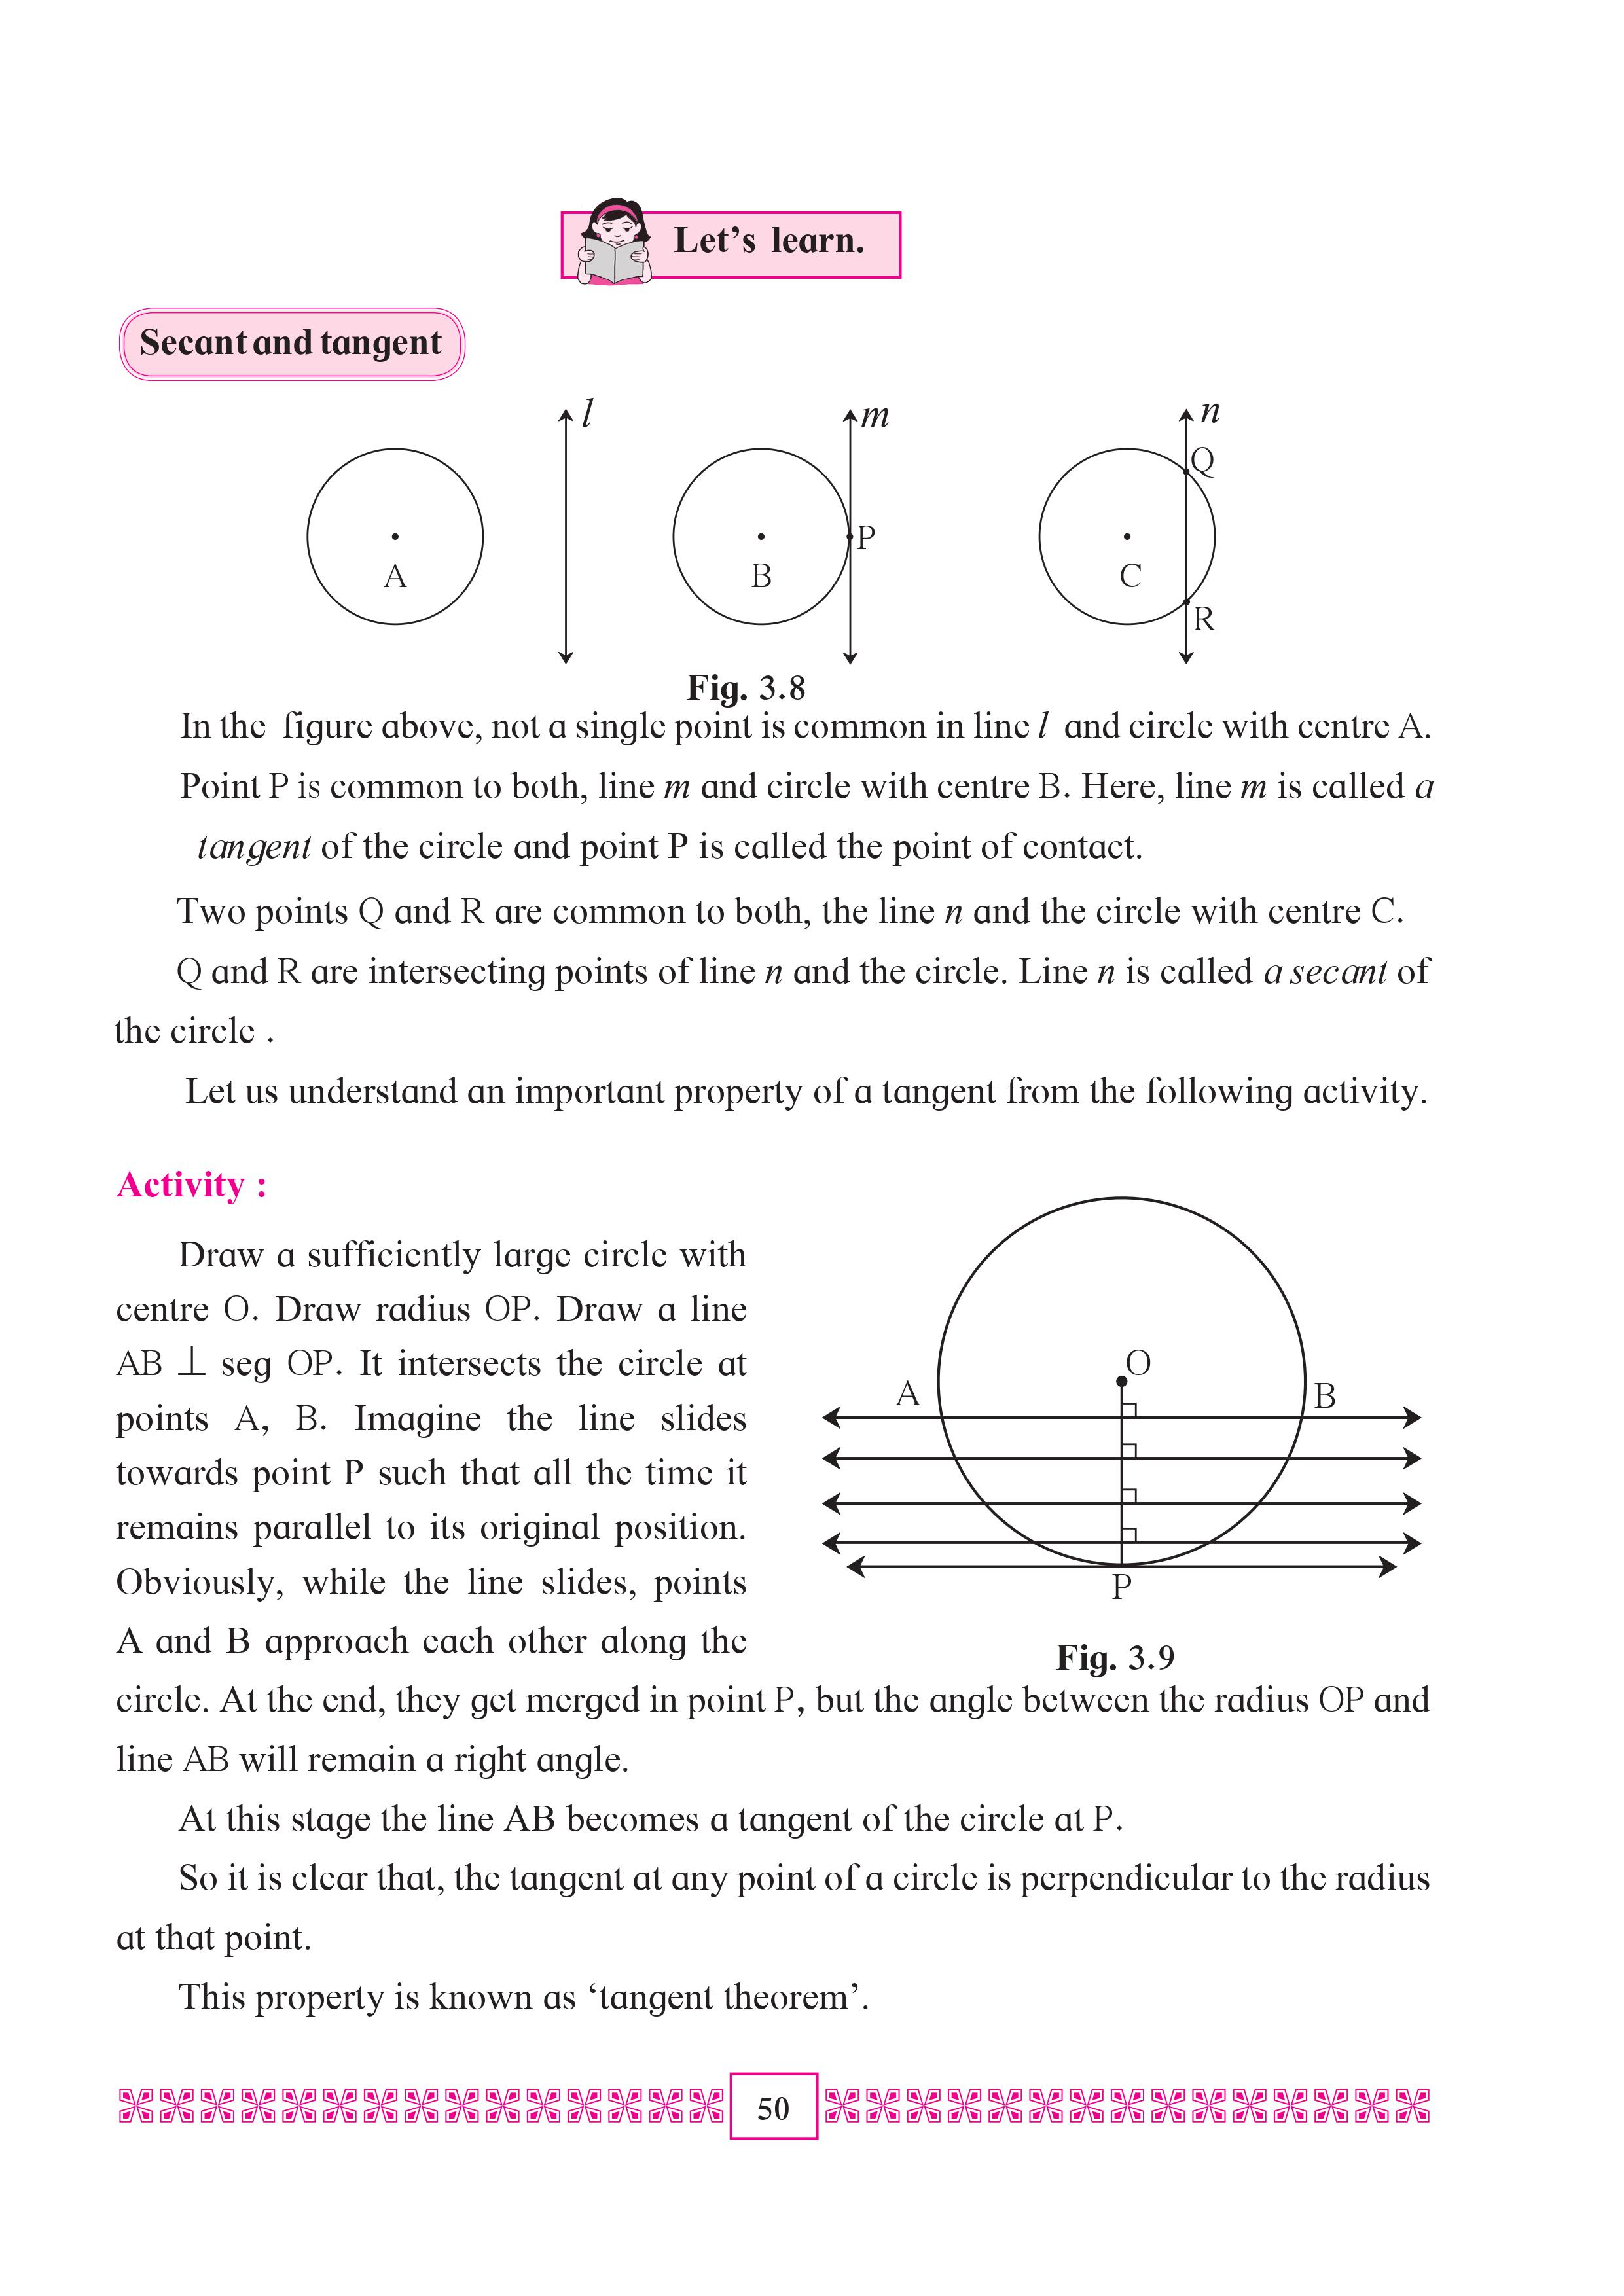 Let’s learn.
Secant and tangent
l
m
n
Q
P
A
B
C
R
Fig. 3.8
In the figure above, not a single point is common in line l and circle with centre A.
Point P is common to both, line m and circle with centre B. Here, line m is called a
tangent of the circle and point P is called the point of contact.
Two points Q and R are common to both, the line n and the circle with centre C.
Q and R are intersecting points of line n and the circle. Line n is called a secant of
the circle .
Let us understand an important property of a tangent from the following activity.
Activity :
Draw a sufficiently large circle with
centre O. Draw radius OP. Draw a line
AB ⊥ seg OP. It intersects the circle at
points A, B. Imagine the line slides
towards point P such that all the time it
remains parallel to its original position.
Obviously, while the line slides, points
A and B approach each other along the
O
A
B
P
Fig. 3.9
circle. At the end, they get merged in point P, but the angle between the radius OP and
line AB will remain a right angle.
At this stage the line AB becomes a tangent of the circle at P.
So it is clear that, the tangent at any point of a circle is perpendicular to the radius
at that point.
This property is known as ‘tangent theorem’.
50